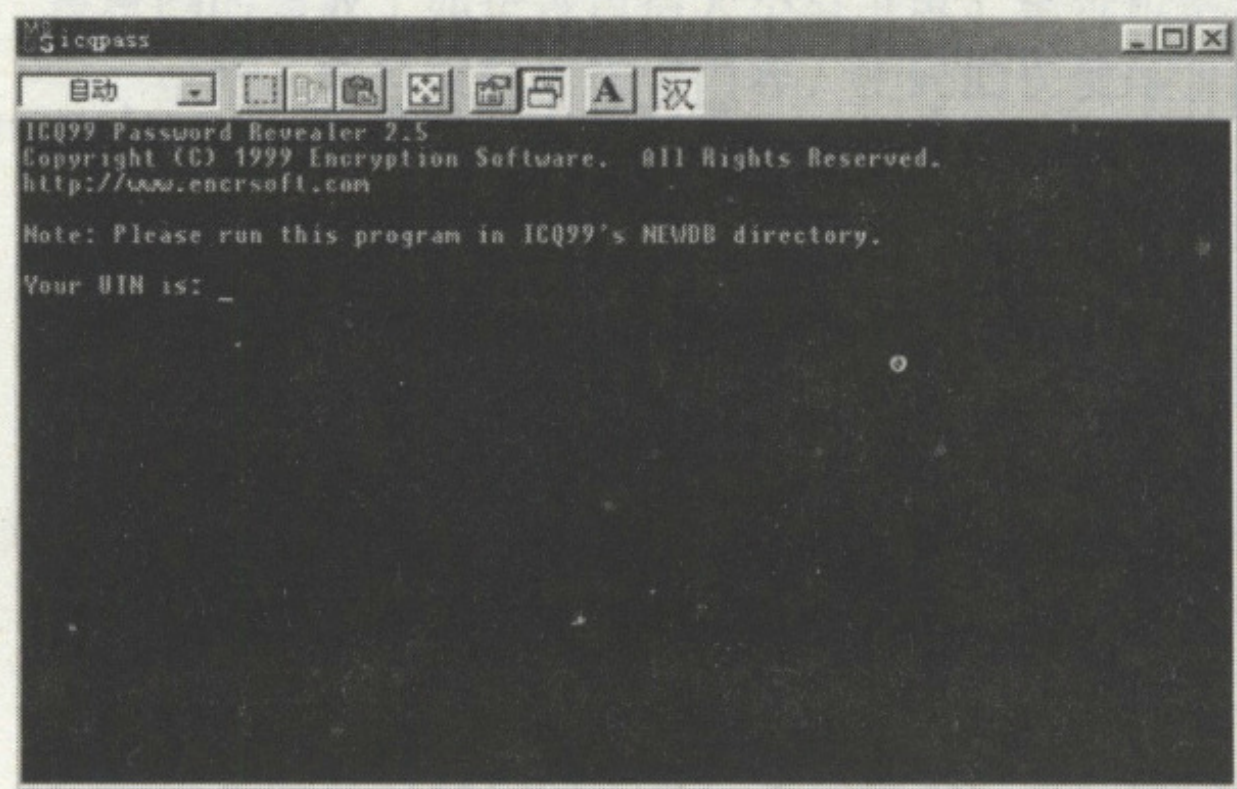 icqpass
自动 A 汉
ICQ99 Password Revealer 2.5
Copyright (C) 1999 Encryption Software. All Rights Reserved.
http://www.encrsoft.com
Note: Please run this program in ICQ99's NEWDB directory.
Your UIN is: _